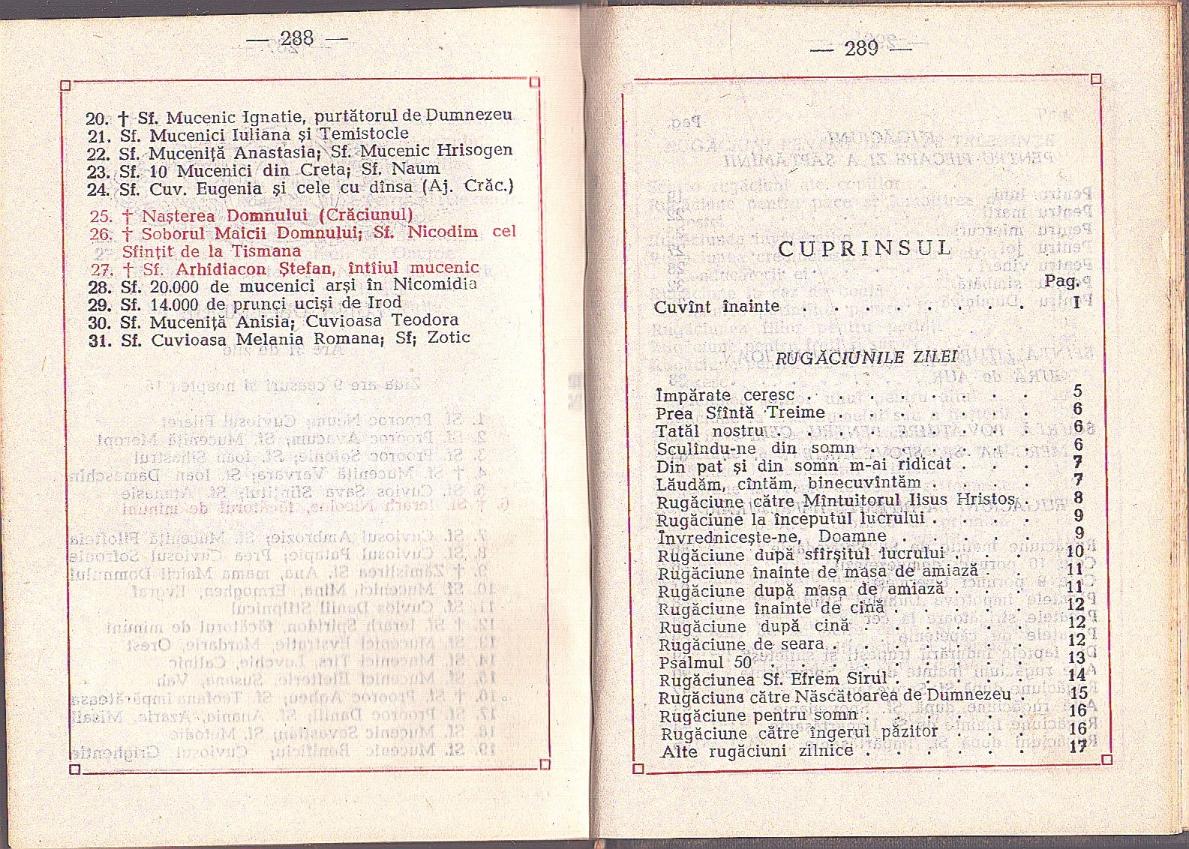 — 288 —
20. † Sf. Mucenic Ignatie, purtătorul de Dumnezeu
21. Sf. Mucenici Iuliana și Temistocle
22. Sf. Muceniță Anastasia; Sf. Mucenic Hrisogen
23. Sf. 10 Mucenici din Creta; Sf. Naum
24. Sf. Cuv. Eugenia și cele cu dînsa (Aj. Crăc.)
25. † Nașterea Domnului (Crăciunul)
26. † Soborul Maicii Domnului; Sf. Nicodim cel
Sfințit de la Tismana
27. † Sf. Arhidiacon Ștefan, întîiul mucenic
28. Sf. 20.000 de mucenici arși în Nicomidia
29. Sf. 14.000 de prunci uciși de Irod
30. Sf. Muceniță Anisia; Cuvioasa Teodora
31. Sf. Cuvioasa Melania Romana; Sf; Zotic
— 289 —
CUPRINSUL
Pag.
Cuvînt înainte . . . . . . . . . I
RUGĂCIUNILE ZILEI
Împărate ceresc . . . . . . . . 5
Prea Sfîntă Treime . . . . . . . 6
Tatăl nostru . . . . . . . . . 6
Sculîndu-ne din somn . . . . . . 6
Din pat și din somn m-ai ridicat . . . 7
Lăudăm, cîntăm, binecuvîntăm . . . . 7
Rugăciune către Mîntuitorul Iisus Hristos . 8
Rugăciune la începutul lucrului . . . . 9
Învrednicește-ne, Doamne . . . . . 9
Rugăciune după sfîrșitul lucrului . . . 10
Rugăciune înainte de masa de amiază . . 11
Rugăciune după masa de amiază . . . 11
Rugăciune înainte de cină . . . . . 12
Rugăciune după cină . . . . . . 12
Rugăciune de seara . . . . . . . 12
Psalmul 50 . . . . . . . . . 13
Rugăciunea Sf. Efrem Sirul . . . . . 14
Rugăciune către Născătoarea de Dumnezeu . 15
Rugăciune pentru somn . . . . . . 16
Rugăciune către îngerul păzitor . . . 16
Alte rugăciuni zilnice . . . . . . 17